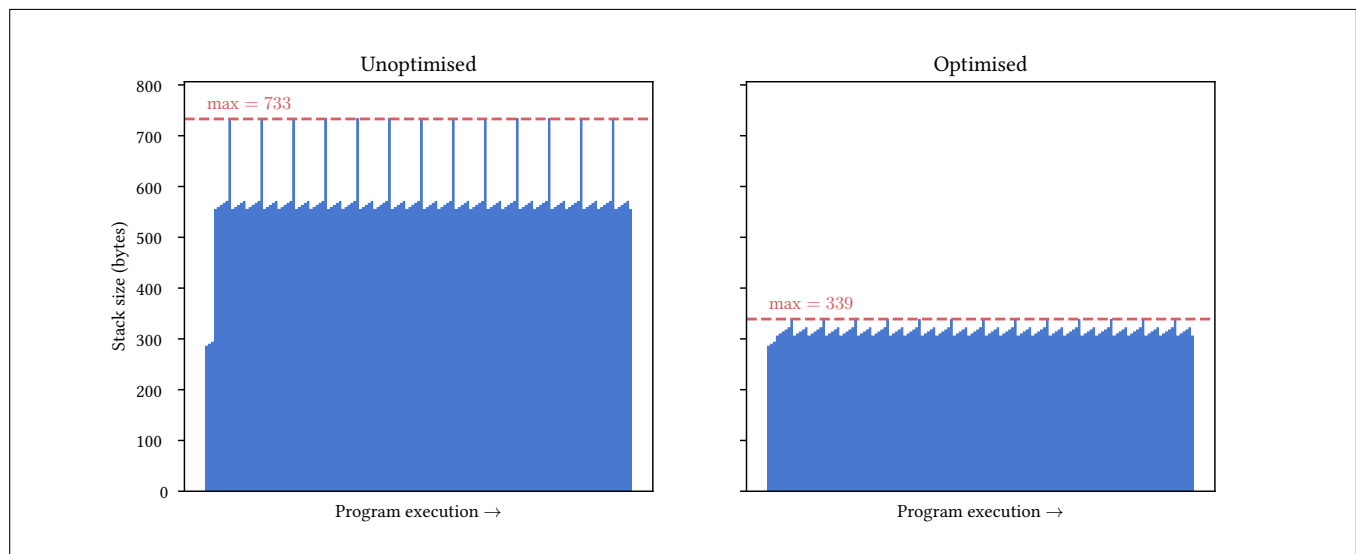 Unoptimised
Optimised
800
700
600
500
400
300
200
100
0
Stack size (bytes)
max = 733
max = 339
Program execution →
Program execution →